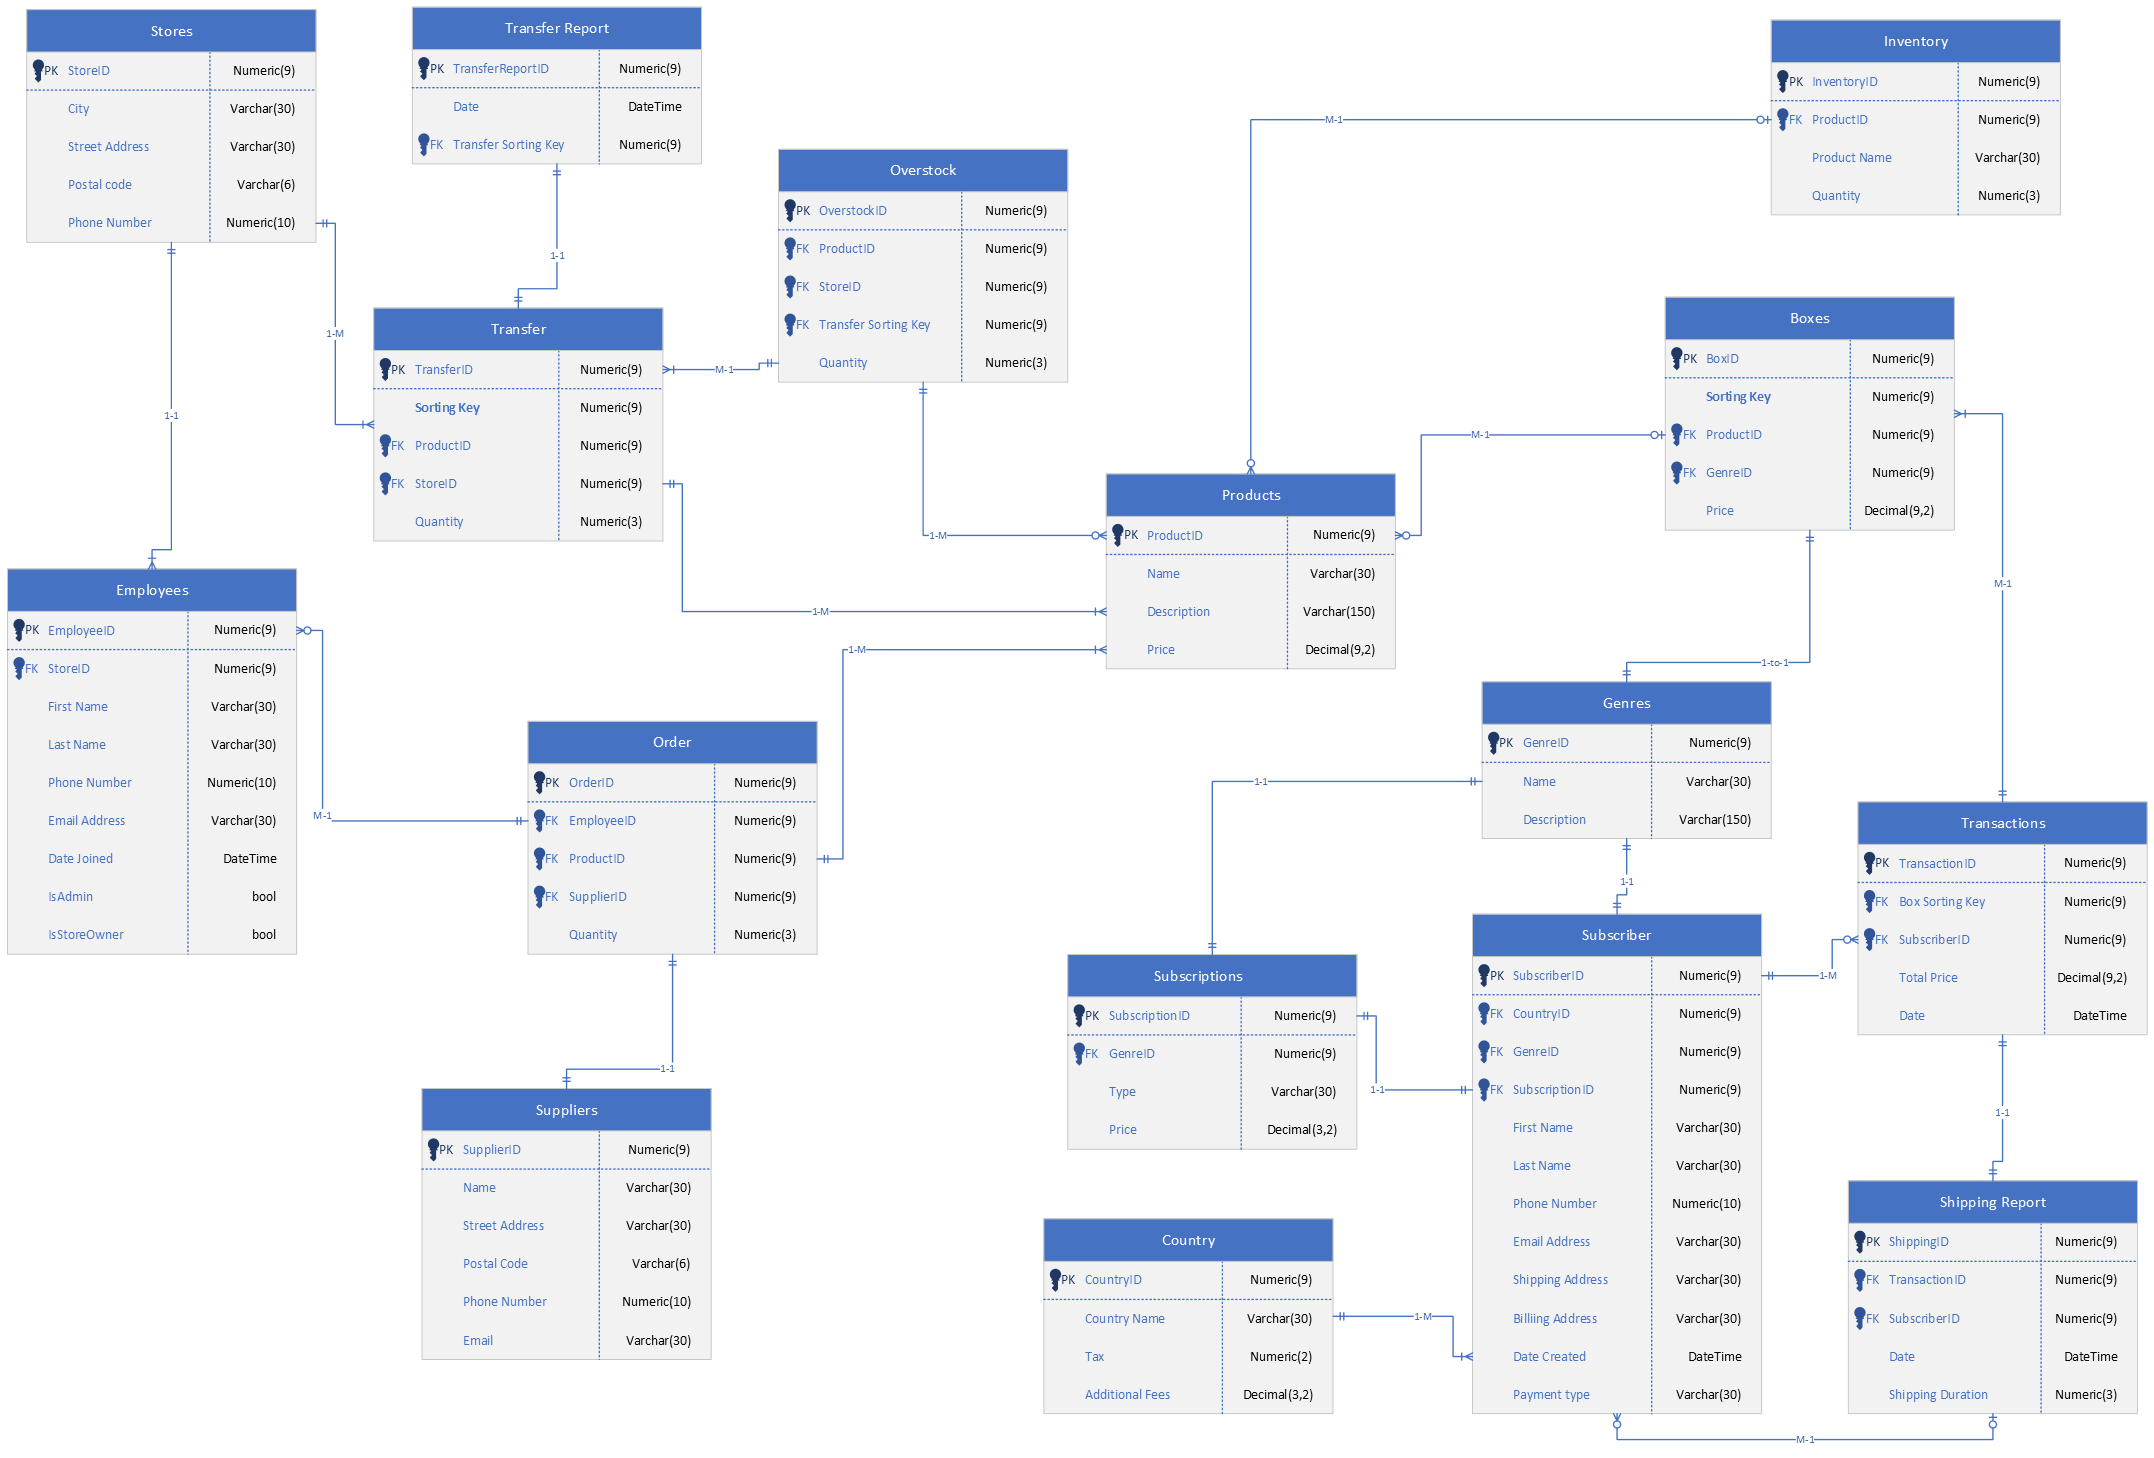 Stores
PK StoreID Numeric(9)
City Varchar(30)
Street Address Varchar(30)
Postal code Varchar(6)
Phone Number Numeric(10)
Transfer Report
PK TransferReportID Numeric(9)
Date DateTime
FK Transfer Sorting Key Numeric(9)
Inventory
PK InventoryID Numeric(9)
FK ProductID Numeric(9)
Product Name Varchar(30)
Quantity Numeric(3)
M-1
Overstock
PK OverstockID Numeric(9)
FK ProductID Numeric(9)
FK StoreID Numeric(9)
FK Transfer Sorting Key Numeric(9)
Quantity Numeric(3)
1-1
1-M
Transfer
PK TransferID Numeric(9)
Sorting Key Numeric(9)
FK ProductID Numeric(9)
FK StoreID Numeric(9)
Quantity Numeric(3)
M-1
1-1
Boxes
PK BoxID Numeric(9)
Sorting Key Numeric(9)
FK ProductID Numeric(9)
FK GenreID Numeric(9)
Price Decimal(9,2)
M-1
Products
PK ProductID Numeric(9)
Name Varchar(30)
Description Varchar(150)
Price Decimal(9,2)
1-M
1-M
1-M
M-1
1-to-1
Employees
PK EmployeeID Numeric(9)
FK StoreID Numeric(9)
First Name Varchar(30)
Last Name Varchar(30)
Phone Number Numeric(10)
Email Address Varchar(30)
Date Joined DateTime
IsAdmin bool
IsStoreOwner bool
M-1
Order
PK OrderID Numeric(9)
FK EmployeeID Numeric(9)
FK ProductID Numeric(9)
FK SupplierID Numeric(9)
Quantity Numeric(3)
1-1
Genres
PK GenreID Numeric(9)
Name Varchar(30)
Description Varchar(150)
1-1
1-1
Transactions
PK TransactionID Numeric(9)
FK Box Sorting Key Numeric(9)
FK SubscriberID Numeric(9)
Total Price Decimal(9,2)
Date DateTime
1-M
1-1
Subscriptions
PK SubscriptionID Numeric(9)
FK GenreID Numeric(9)
Type Varchar(30)
Price Decimal(3,2)
1-1
Subscriber
PK SubscriberID Numeric(9)
FK CountryID Numeric(9)
FK GenreID Numeric(9)
FK SubscriptionID Numeric(9)
First Name Varchar(30)
Last Name Varchar(30)
Phone Number Numeric(10)
Email Address Varchar(30)
Shipping Address Varchar(30)
Billiing Address Varchar(30)
Date Created DateTime
Payment type Varchar(30)
Suppliers
PK SupplierID Numeric(9)
Name Varchar(30)
Street Address Varchar(30)
Postal Code Varchar(6)
Phone Number Numeric(10)
Email Varchar(30)
Country
PK CountryID Numeric(9)
Country Name Varchar(30)
Tax Numeric(2)
Additional Fees Decimal(3,2)
1-M
Shipping Report
PK ShippingID Numeric(9)
FK TransactionID Numeric(9)
FK SubscriberID Numeric(9)
Date DateTime
Shipping Duration Numeric(3)
M-1